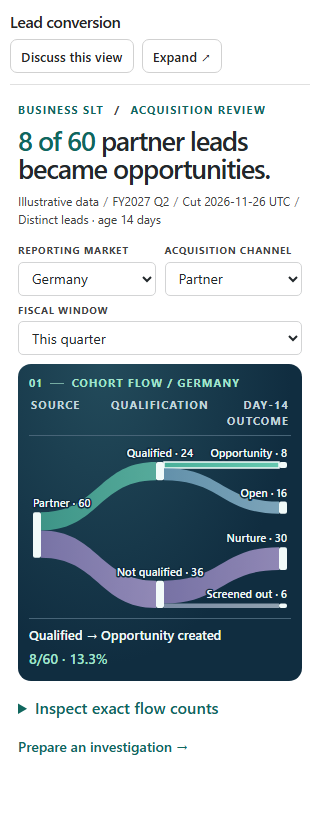 Lead conversion
Discuss this view
Expand ↗
BUSINESS SLT / ACQUISITION REVIEW
8 of 60 partner leads
became opportunities.
Illustrative data / FY2027 Q2 / Cut 2026-11-26 UTC /
Distinct leads · age 14 days
REPORTING MARKET
ACQUISITION CHANNEL
Germany
Partner
FISCAL WINDOW
This quarter
01 — COHORT FLOW / GERMANY
SOURCE
QUALIFICATION
DAY-14
OUTCOME
Qualified · 24
Opportunity · 8
Open · 16
Partner · 60
Nurture · 30
Not qualified · 36
Screened out · 6
Qualified → Opportunity created
8/60 · 13.3%
▶ Inspect exact flow counts
Prepare an investigation →